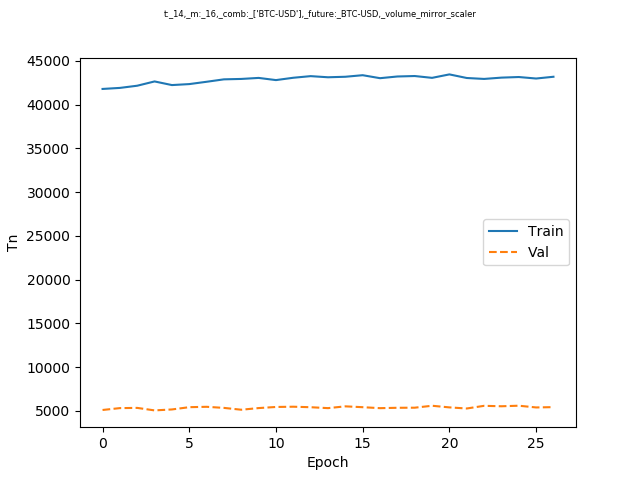 t:_14,_m:_16,_comb:_['BTC-USD'],_future:_BTC-USD,_volume_mirror_scaler
45000
40000
35000
30000
25000
20000
15000
10000
5000
Tn
Train
Val
0 5 10 15 20 25
Epoch